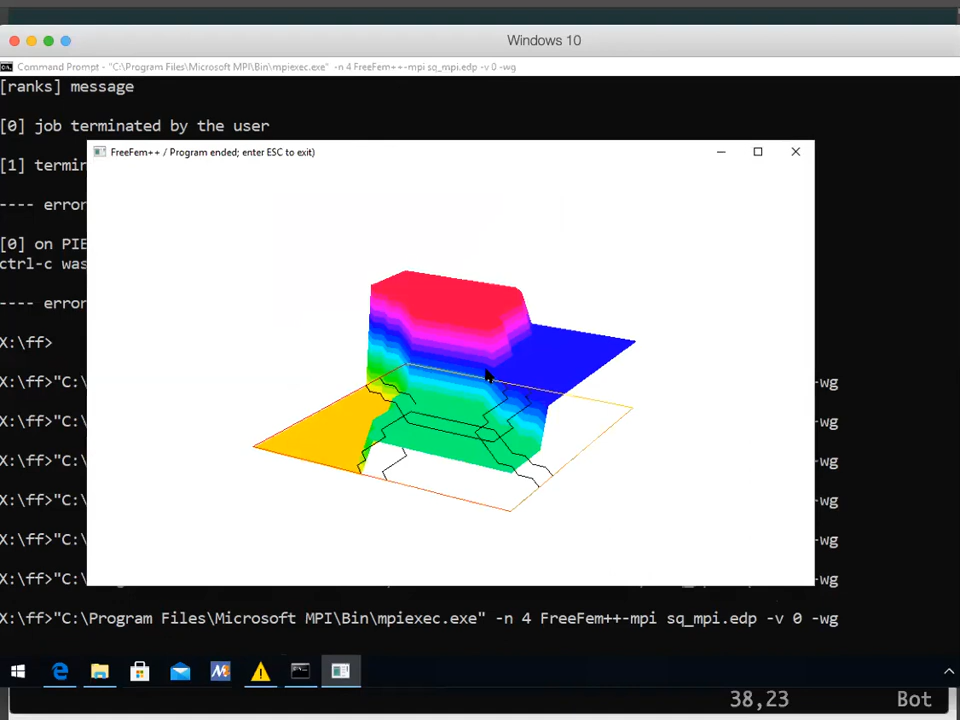 Windows 10
Command Prompt - "C:\Program Files\Microsoft MPI\Bin\mpiexec.exe" -n 4 FreeFem++-mpi sq_mpi.edp -v 0 -wg
[ranks] message
[0] job terminated by the user
FreeFem++ / Program ended; enter ESC to exit)
[1] termin
---- error
[0] on PIE
ctrl-c was
---- error
X:\ff>
X:\ff>"C:\ -wg
X:\ff>"C:\ -wg
X:\ff>"C:\ -wg
X:\ff>"C:\ -wg
X:\ff>"C:\ -wg
X:\ff>"C:\ -wg
X:\ff>"C:\Program Files\Microsoft MPI\Bin\mpiexec.exe" -n 4 FreeFem++-mpi sq_mpi.edp -v 0 -wg
38,23 Bot